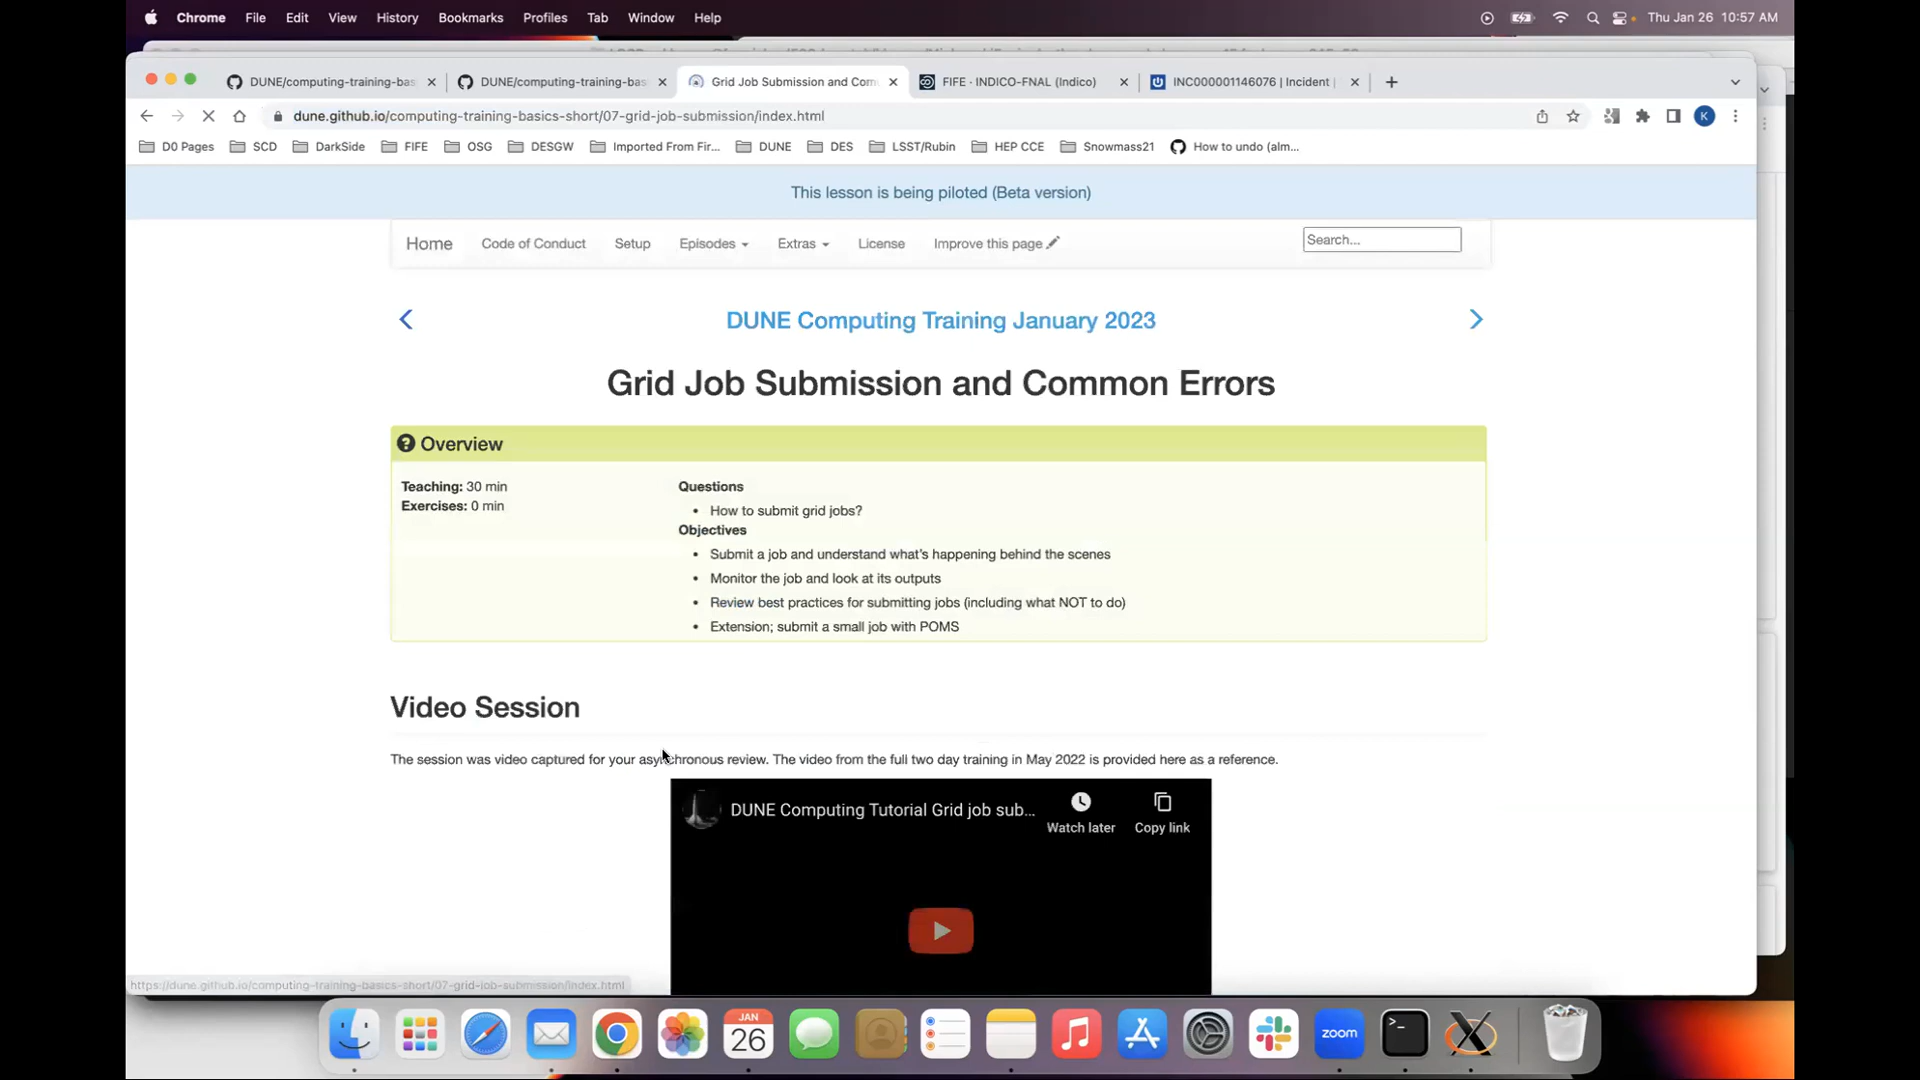 Chrome File Edit View History Bookmarks Profiles Tab Window Help Thu Jan 26 10:57 AM
DUNE/computing-training-bas DUNE/computing-training-bas Grid Job Submission and Com FIFE · INDICO-FNAL (Indico) INC000001146076 | Incident |
dune.github.io/computing-training-basics-short/07-grid-job-submission/index.html K
D0 Pages SCD DarkSide FIFE OSG DESGW Imported From Fir... DUNE DES LSST/Rubin HEP CCE Snowmass21 How to undo (alm...
This lesson is being piloted (Beta version)
Home Code of Conduct Setup Episodes Extras License Improve this page Search...
DUNE Computing Training January 2023
Grid Job Submission and Common Errors
Overview
Teaching: 30 min
Exercises: 0 min
Questions
How to submit grid jobs?
Objectives
Submit a job and understand what's happening behind the scenes
Monitor the job and look at its outputs
Review best practices for submitting jobs (including what NOT to do)
Extension; submit a small job with POMS
Video Session
The session was video captured for your asynchronous review. The video from the full two day training in May 2022 is provided here as a reference.
DUNE Computing Tutorial Grid job sub...
Watch later Copy link
https://dune.github.io/computing-training-basics-short/07-grid-job-submission/index.html
JAN
26
zoom